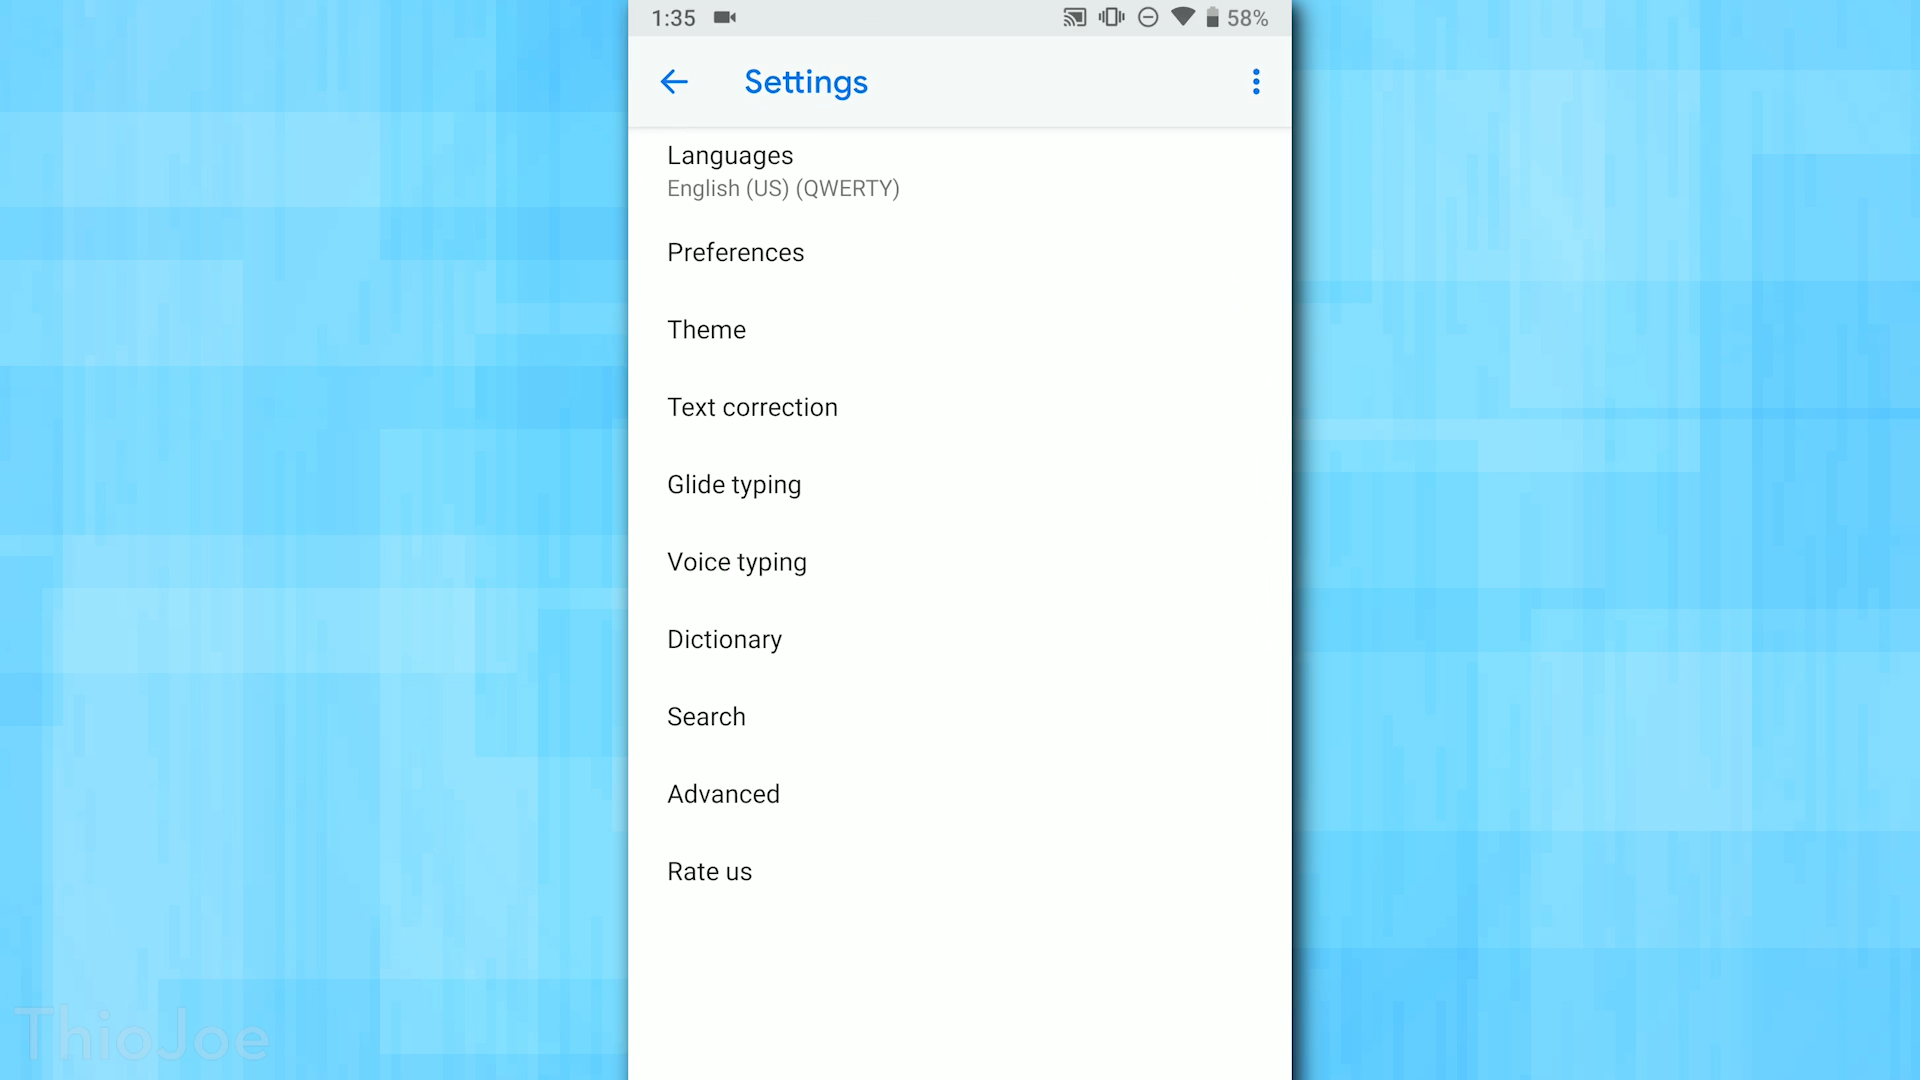 1:35 58%
Settings
Languages
English (US) (QWERTY)
Preferences
Theme
Text correction
Glide typing
Voice typing
Dictionary
Search
Advanced
Rate us
ThioJoe